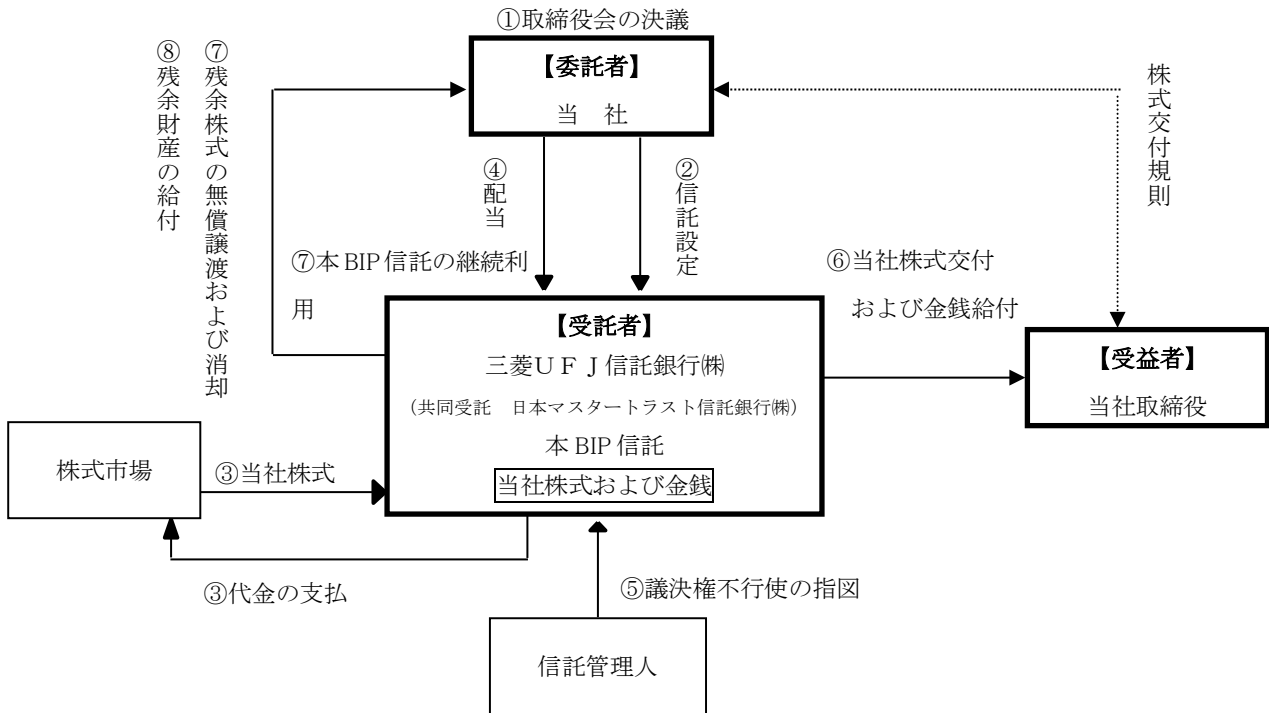 ①取締役会の決議
【委託者】
当　社
⑧残余財産の給付
⑦残余株式の無償譲渡および消却
株式交付規則
④配当
②信託設定
⑦本 BIP 信託の継続利
用
⑥当社株式交付
および金銭給付
【受託者】
三菱ＵＦＪ信託銀行㈱
（共同受託　日本マスタートラスト信託銀行㈱）
本 BIP 信託
当社株式および金銭
【受益者】
当社取締役
株式市場
③当社株式
③代金の支払
⑤議決権不行使の指図
信託管理人